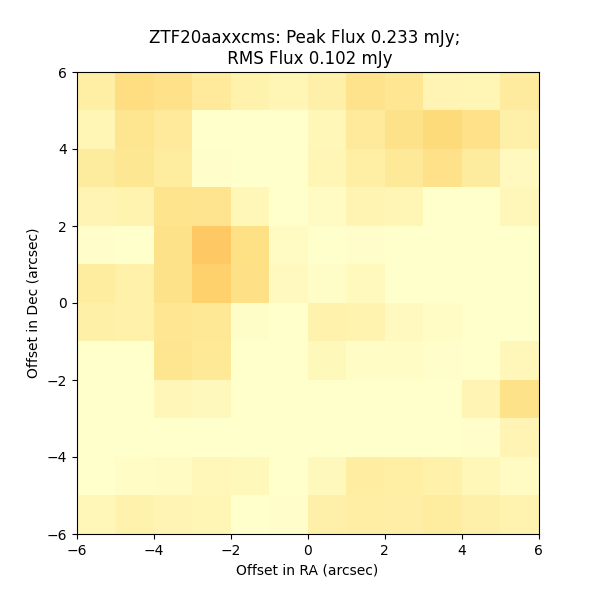 ZTF20aaxxcms: Peak Flux 0.233 mJy;
RMS Flux 0.102 mJy
6
4
2
0
−2
−4
−6
Offset in Dec (arcsec)
−6 −4 −2 0 2 4 6
Offset in RA (arcsec)